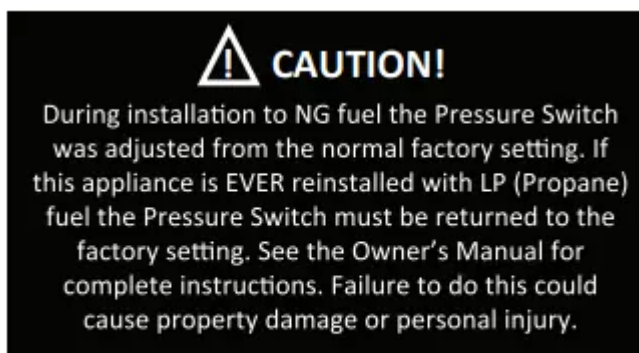 CAUTION!
During installation to NG fuel the Pressure Switch
was adjusted from the normal factory setting. If
this appliance is EVER reinstalled with LP (Propane)
fuel the Pressure Switch must be returned to the
factory setting. See the Owner's Manual for
complete instructions. Failure to do this could
cause property damage or personal injury.